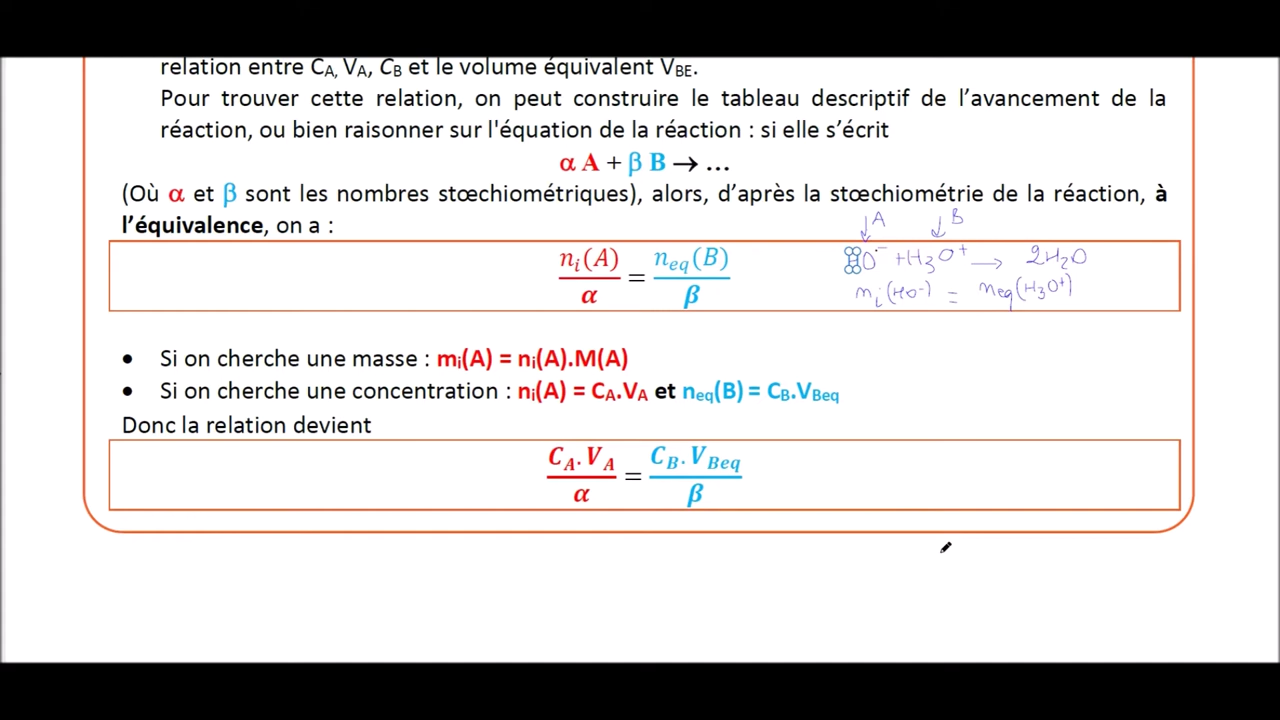 relation entre CA, VA, CB et le volume équivalent VBE.
Pour trouver cette relation, on peut construire le tableau descriptif de l’avancement de la
réaction, ou bien raisonner sur l'équation de la réaction : si elle s’écrit
α A + β B → …
(Où α et β sont les nombres stœchiométriques), alors, d’après la stœchiométrie de la réaction, à
l’équivalence, on a :
A B
ni(A)/α = neq(B)/β
O⁻ + H3O⁺ → 2H2O
ni(HO⁻) = neq(H3O⁺)
• Si on cherche une masse : mi(A) = ni(A).M(A)
• Si on cherche une concentration : ni(A) = CA.VA et neq(B) = CB.VBeq
Donc la relation devient
CA.VA/α = CB.VBeq/β